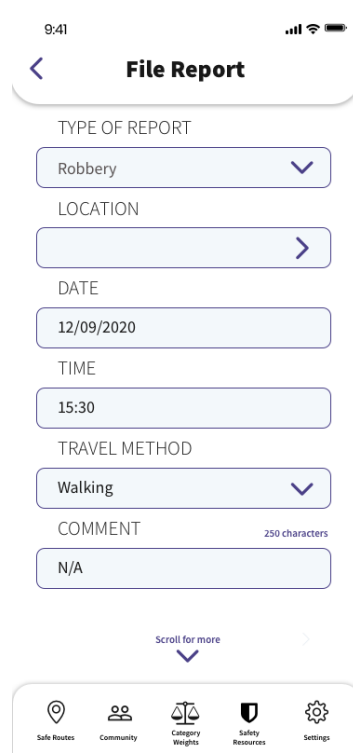 9:41
File Report
TYPE OF REPORT
Robbery
LOCATION
DATE
12/09/2020
TIME
15:30
TRAVEL METHOD
Walking
COMMENT
250 characters
N/A
Scroll for more
Safe Routes
Community
Category
Weights
Safety
Resources
Settings